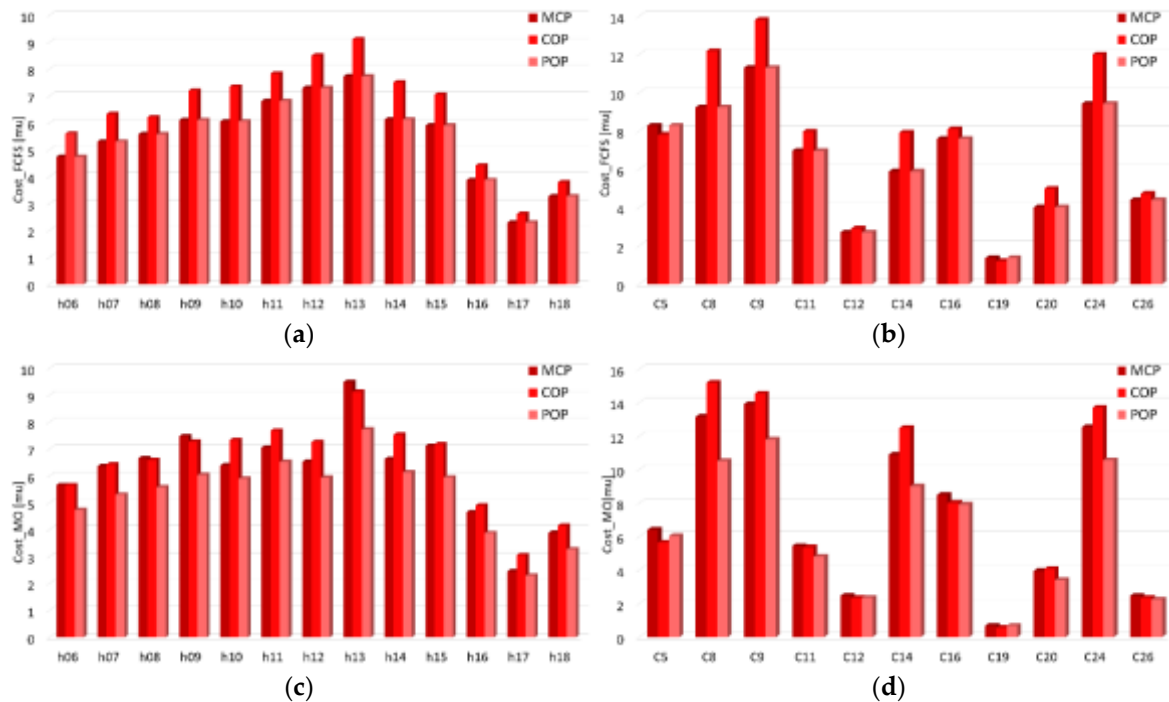 10
9
8
7
6
5
4
3
2
1
0
Cost_FCFS [mu]
MCP
COP
POP
h06 h07 h08 h09 h10 h11 h12 h13 h14 h15 h16 h17 h18
(a)
14
12
10
8
6
4
2
0
Cost_FCFS [mu]
MCP
COP
POP
C5 C8 C9 C11 C12 C14 C16 C19 C20 C24 C26
(b)
10
9
8
7
6
5
4
3
2
1
0
Cost_MO [mu]
MCP
COP
POP
h06 h07 h08 h09 h10 h11 h12 h13 h14 h15 h16 h17 h18
(c)
16
14
12
10
8
6
4
2
0
Cost_MO[mu]
MCP
COP
POP
C5 C8 C9 C11 C12 C14 C16 C19 C20 C24 C26
(d)